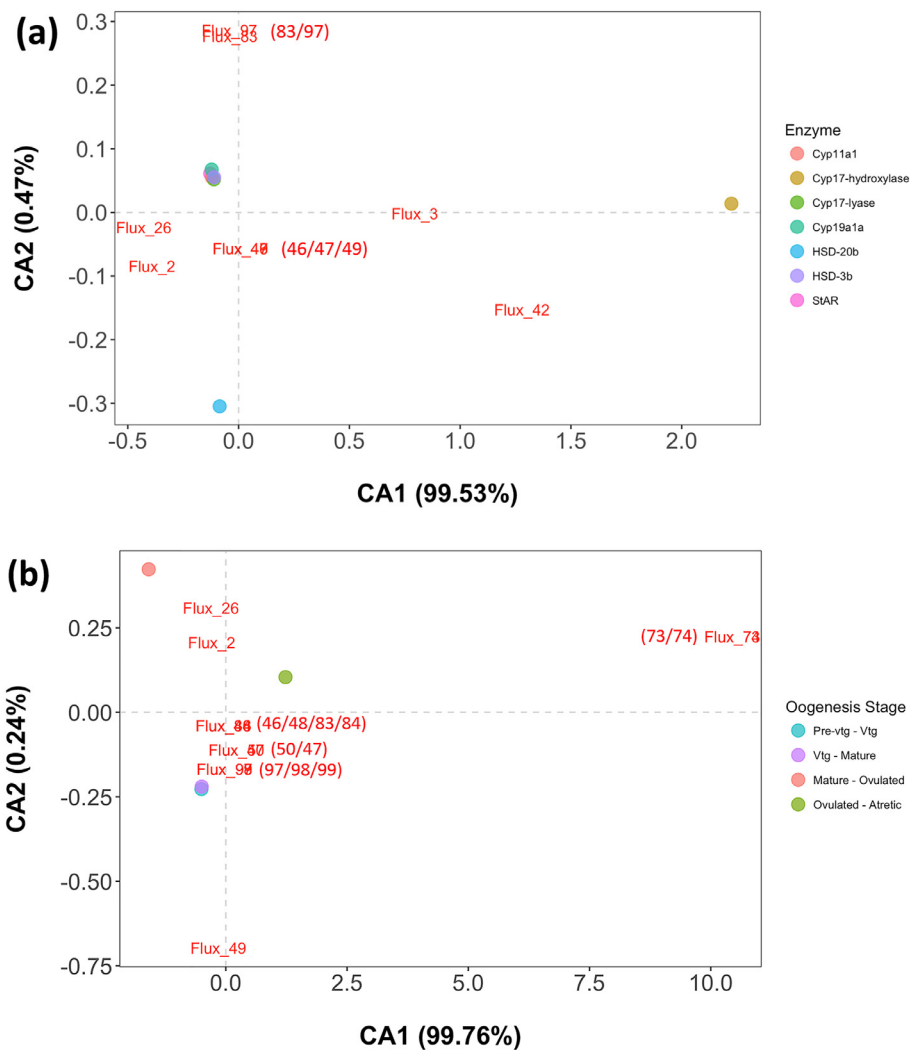 (a)
0.3
0.2
0.1
0.0
-0.1
-0.2
-0.3
CA2 (0.47%)
Flux_97
Flux_83
(83/97)
Flux_3
Flux_26
(46/47/49)
Flux_2
Flux_42
-0.5
0.0
0.5
1.0
1.5
2.0
CA1 (99.53%)
Enzyme
Cyp11a1
Cyp17-hydroxylase
Cyp17-lyase
Cyp19a1a
HSD-20b
HSD-3b
StAR
(b)
0.25
0.00
-0.25
-0.50
-0.75
CA2 (0.24%)
Flux_26
Flux_2
(73/74)
(46/48/83/84)
(50/47)
(97/98/99)
Flux_49
0.0
2.5
5.0
7.5
10.0
CA1 (99.76%)
Oogenesis Stage
Pre-vtg - Vtg
Vtg - Mature
Mature - Ovulated
Ovulated - Atretic